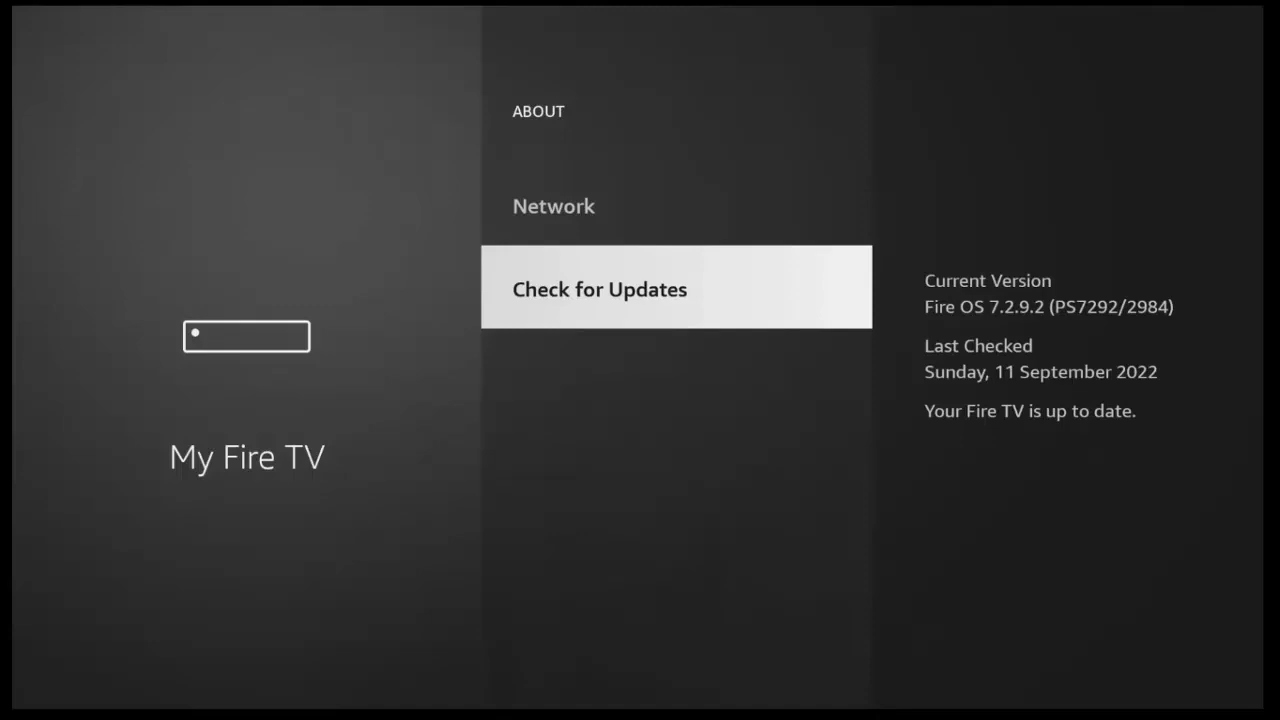 ABOUT
Network
Check for Updates
My Fire TV
Current Version
Fire OS 7.2.9.2 (PS7292/2984)
Last Checked
Sunday, 11 September 2022
Your Fire TV is up to date.